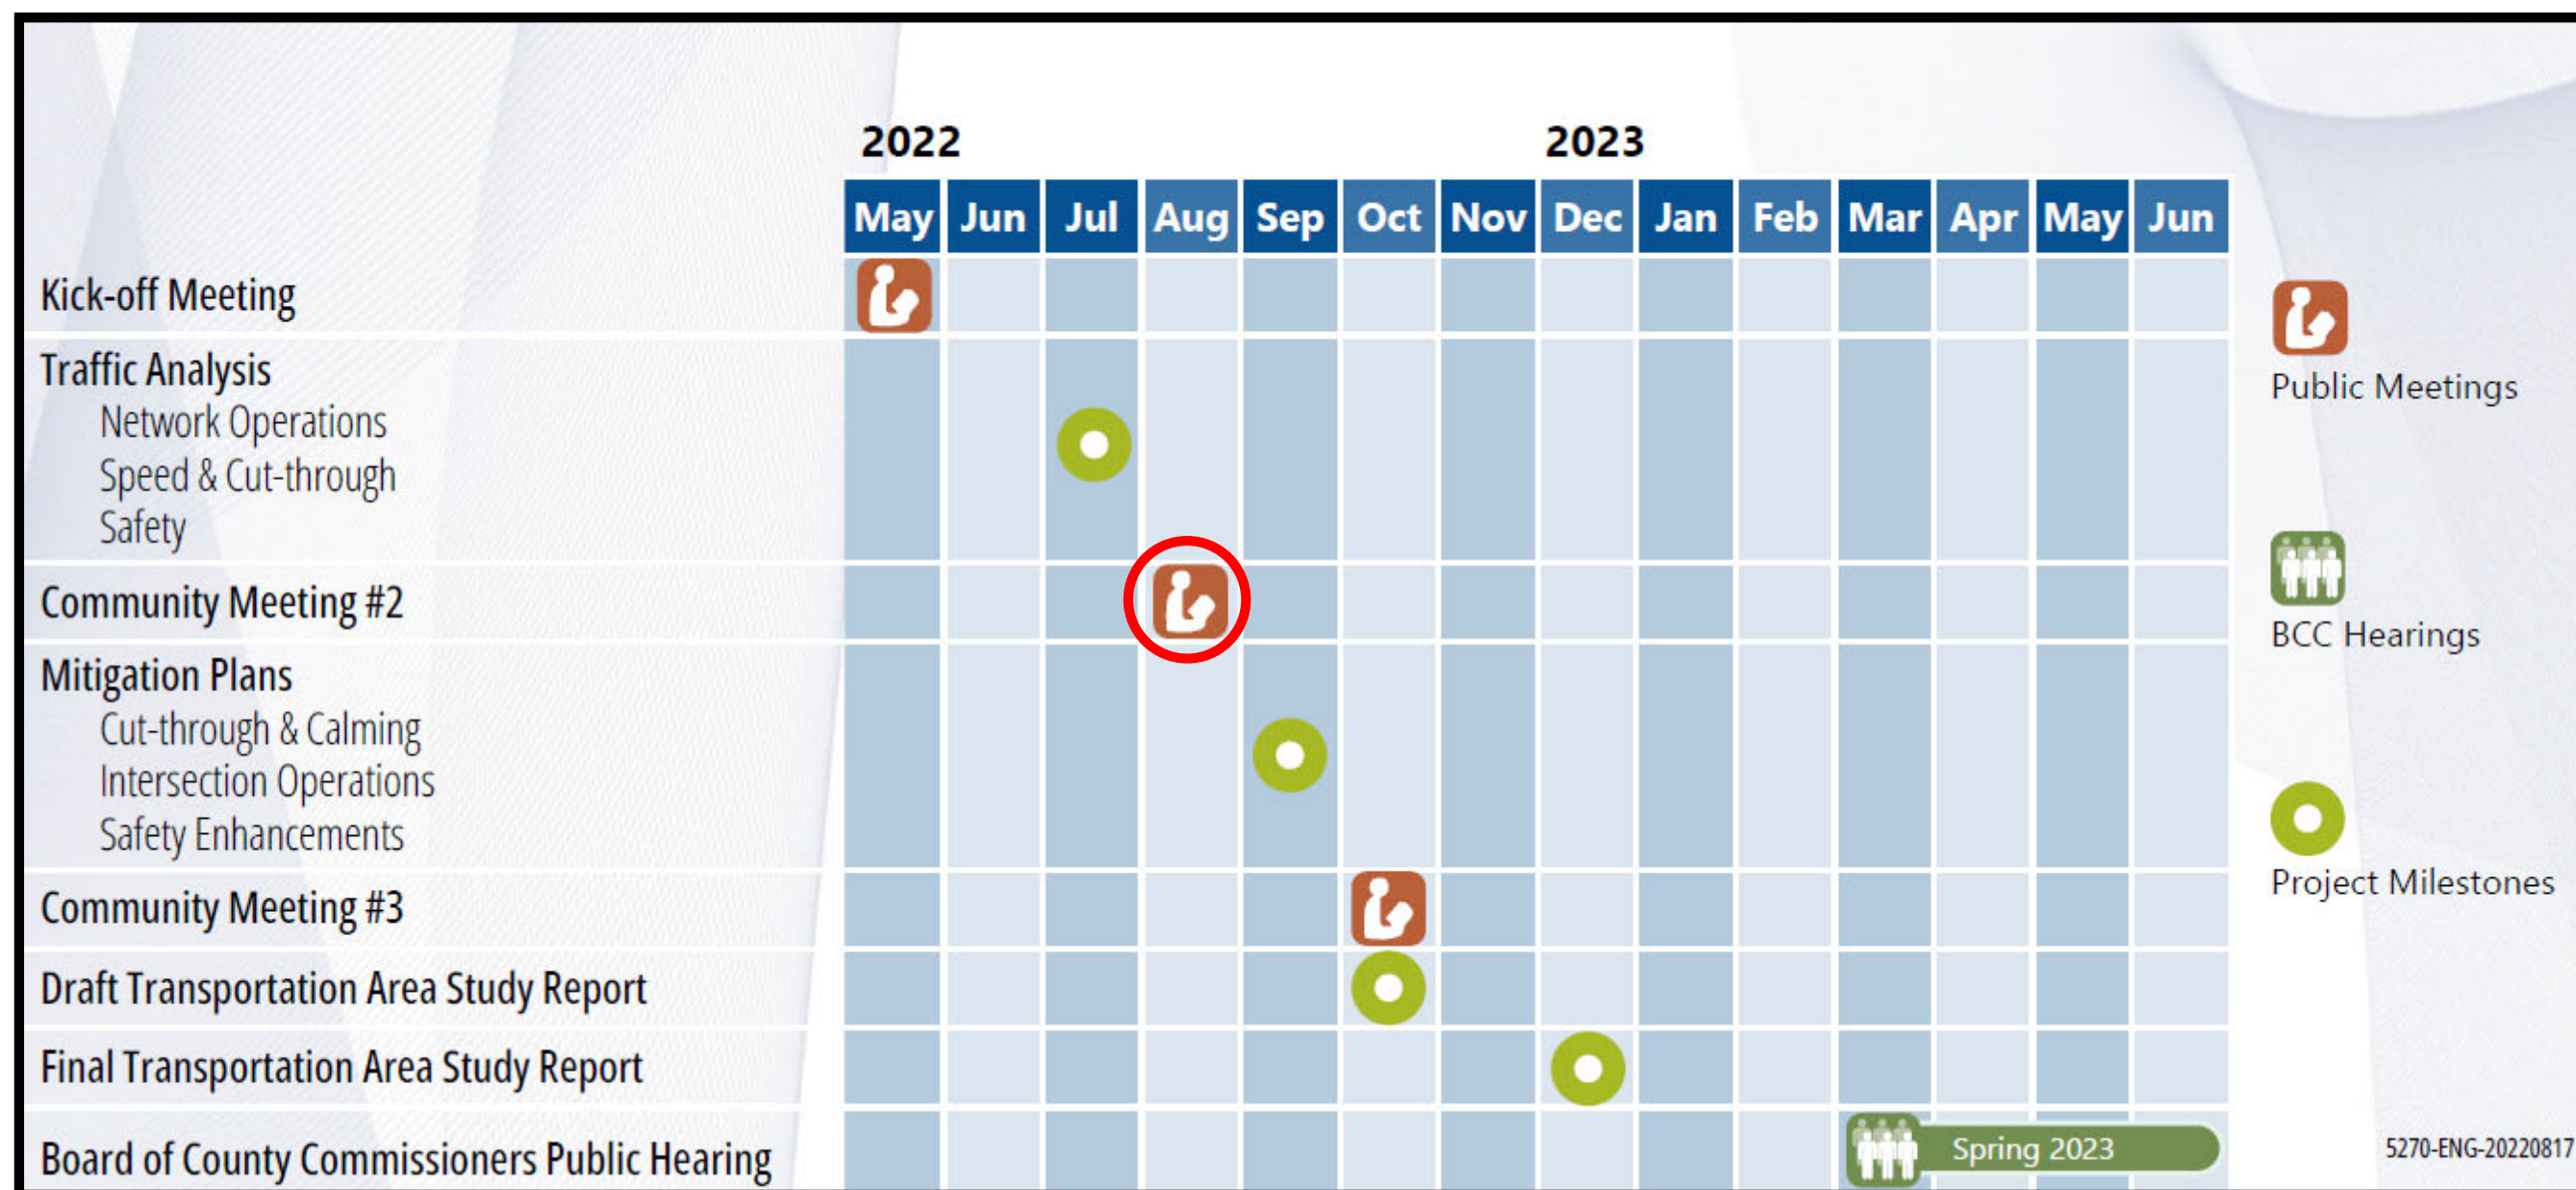 2022 2023
May Jun Jul Aug Sep Oct Nov Dec Jan Feb Mar Apr May Jun
Kick-off Meeting
Traffic Analysis
Network Operations
Speed & Cut-through
Safety
Community Meeting #2
Mitigation Plans
Cut-through & Calming
Intersection Operations
Safety Enhancements
Community Meeting #3
Draft Transportation Area Study Report
Final Transportation Area Study Report
Board of County Commissioners Public Hearing
Spring 2023
Public Meetings
BCC Hearings
Project Milestones
5270-ENG-20220817